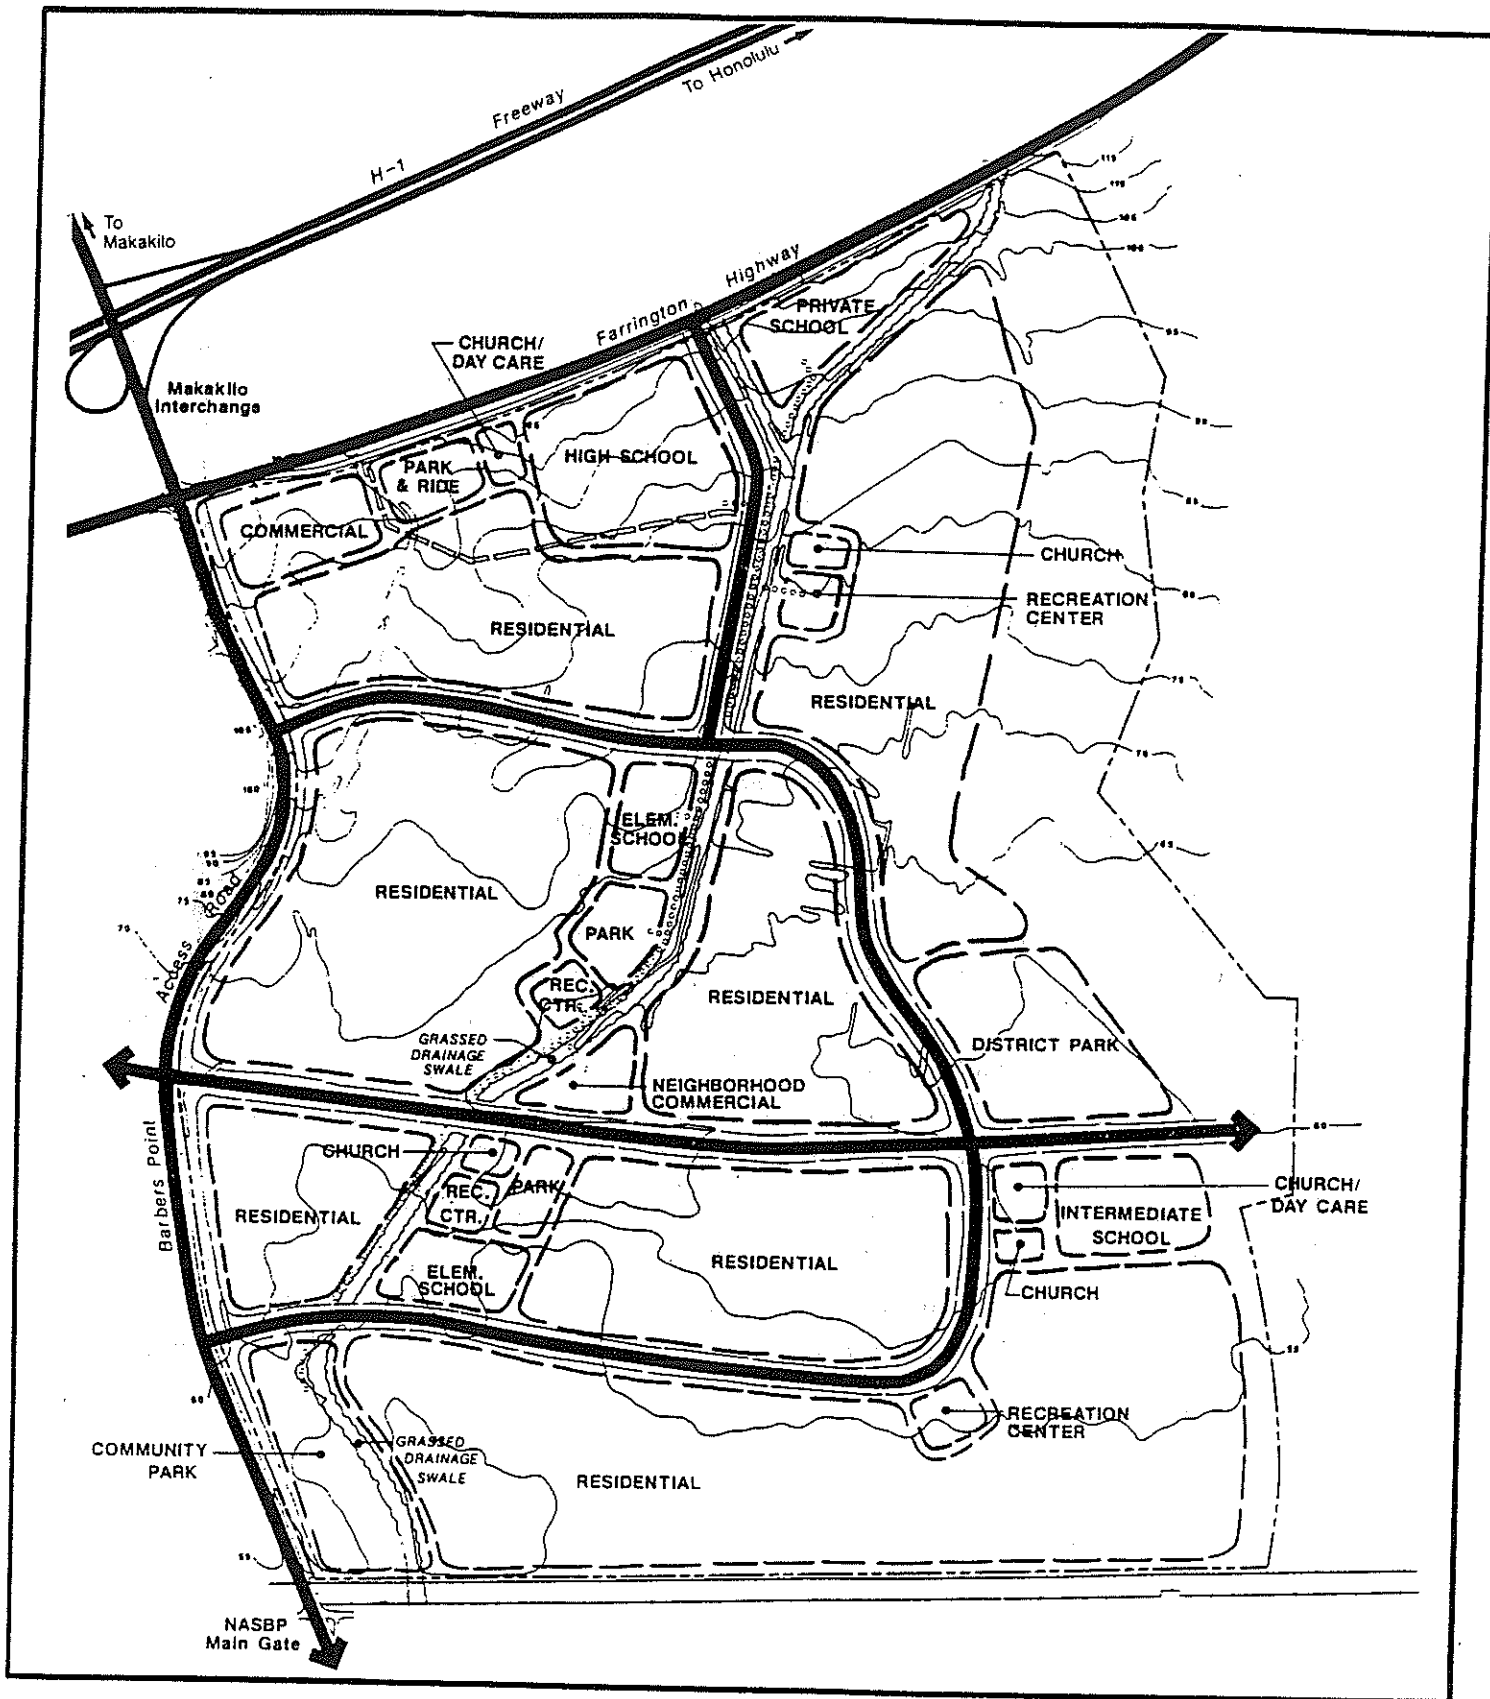 Freeway
To Honolulu
H-1
To
Makakilo
Highway
Farrington
PRIVATE
SCHOOL
CHURCH/
DAY CARE
Makakilo
Interchange
HIGH SCHOOL
PARK
& RIDE
COMMERCIAL
CHURCH
RECREATION
CENTER
RESIDENTIAL
RESIDENTIAL
ELEM.
SCHOOL
RESIDENTIAL
Access Road
PARK
REC.
CTR.
RESIDENTIAL
GRASSED
DRAINAGE
SWALE
DISTRICT PARK
NEIGHBORHOOD
COMMERCIAL
Barbers Point
CHURCH
REC.
CTR.
PARK
RESIDENTIAL
CHURCH/
DAY CARE
INTERMEDIATE
SCHOOL
RESIDENTIAL
ELEM.
SCHOOL
CHURCH
RECREATION
CENTER
COMMUNITY
PARK
GRASSED
DRAINAGE
SWALE
RESIDENTIAL
NASBP
Main Gate